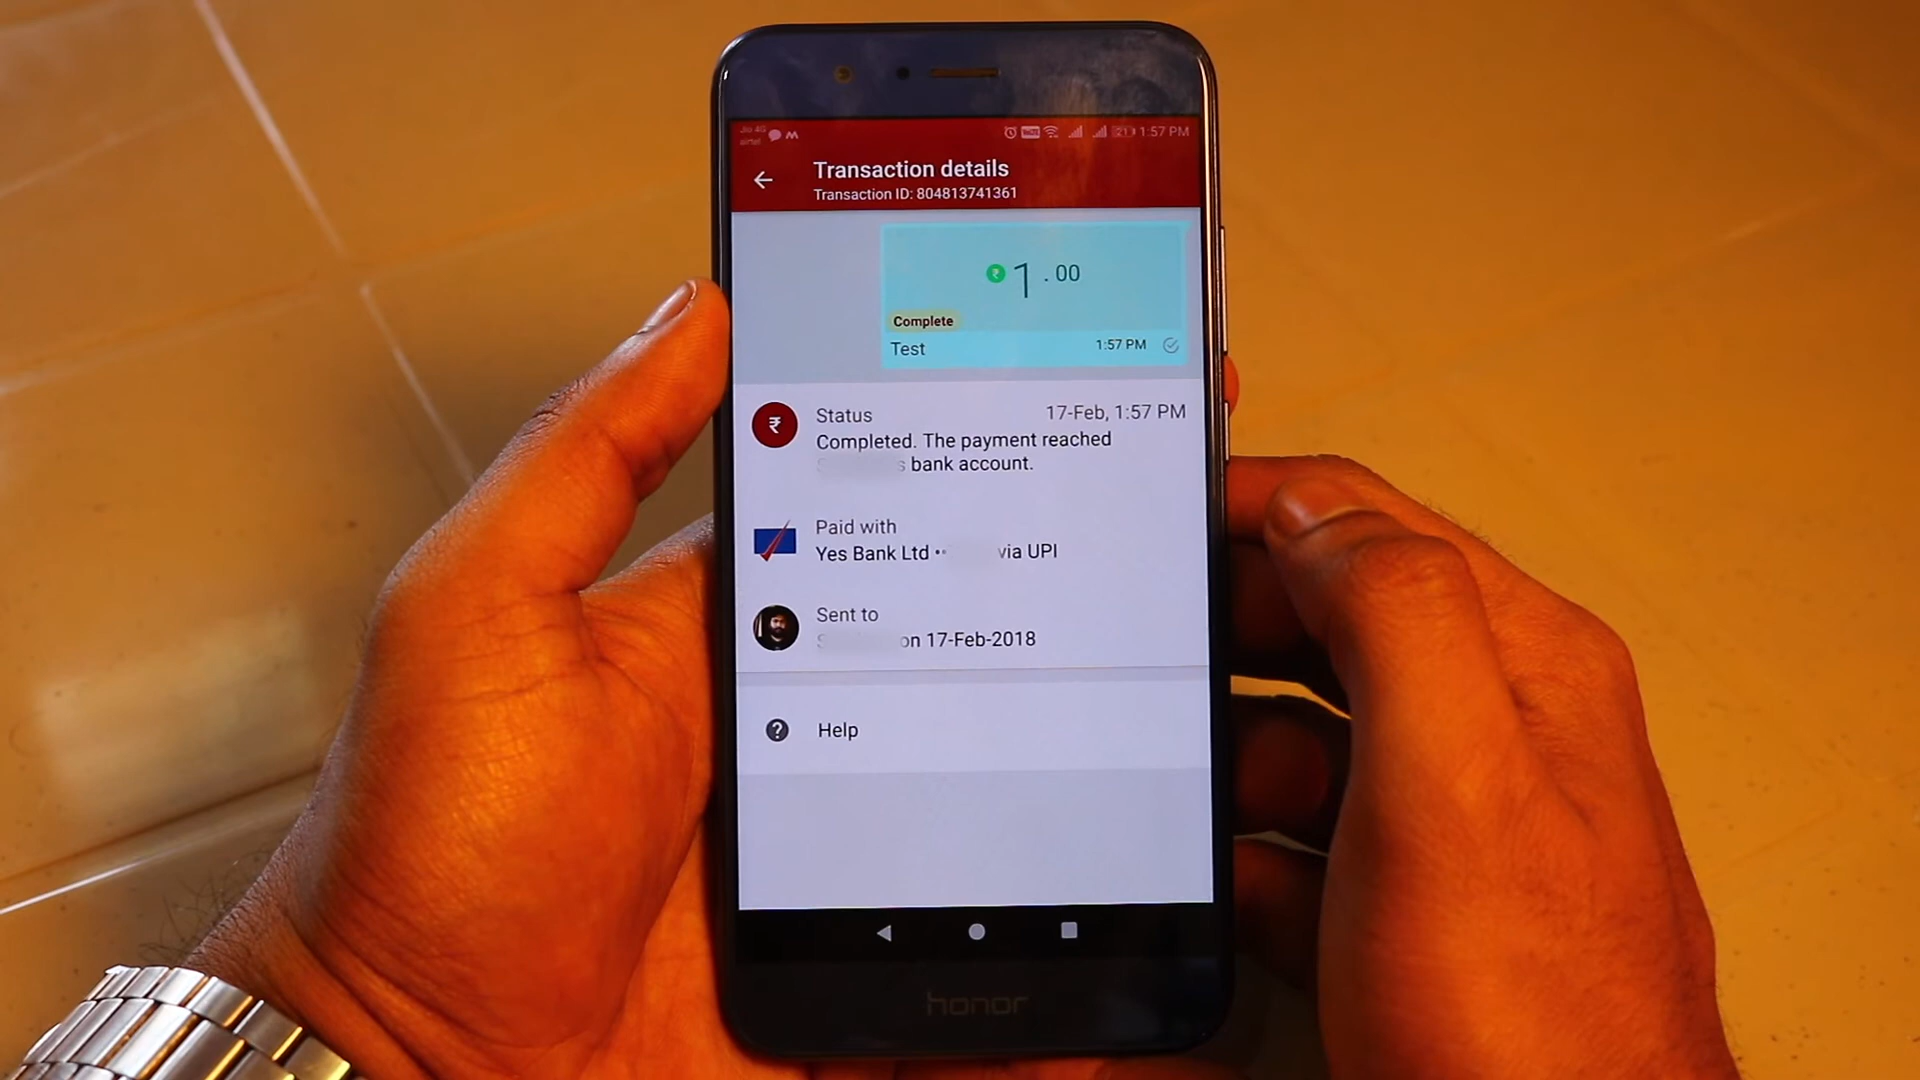 Jio 4G
airtel
21 1:57 PM
Transaction details
Transaction ID: 804813741361
₹ 1.00
Complete
Test 1:57 PM
₹
Status 17-Feb, 1:57 PM
Completed. The payment reached
bank account.
Paid with
Yes Bank Ltd •• via UPI
Sent to
on 17-Feb-2018
? Help
honor